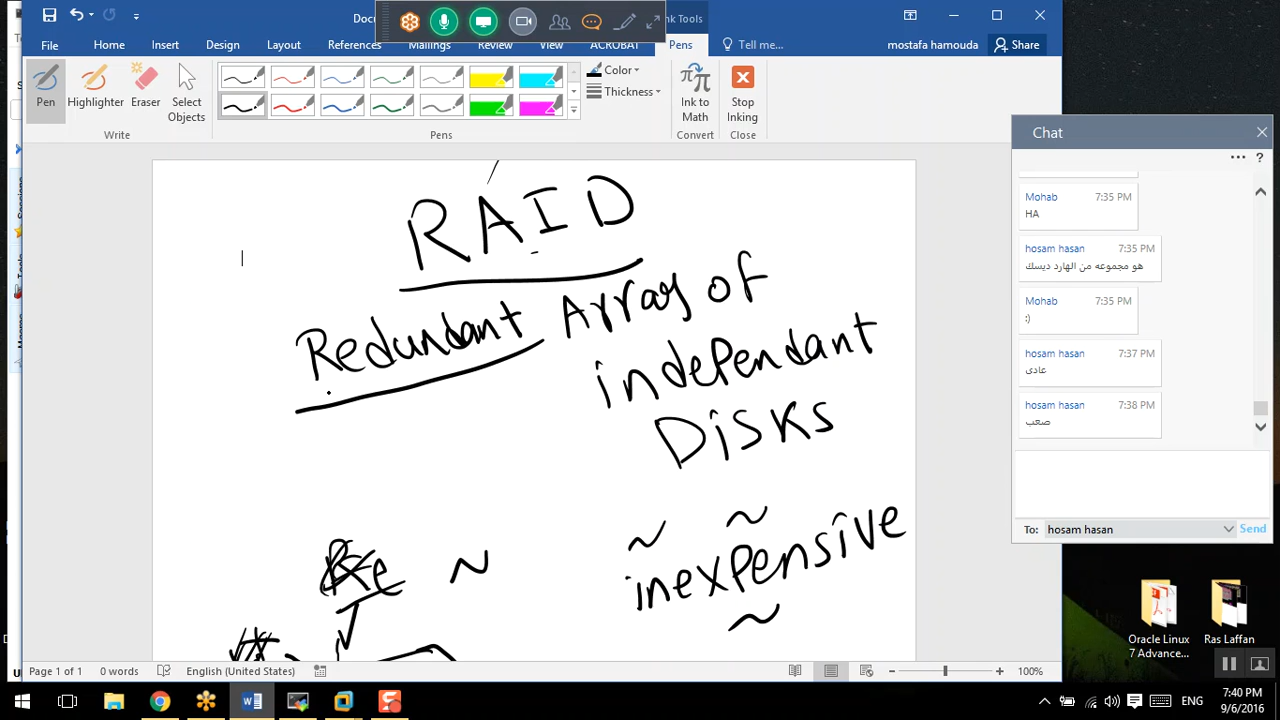 Doc
nk Tools
mostafa hamouda
Share
File
Home
Insert
Design
Layout
References
Mailings
Review
View
ACROBAT
Pens
Tell me...
Pen
Highlighter
Eraser
Select
Objects
Color
Thickness
Ink to
Math
Stop
Inking
Write
Pens
Convert
Close
RAID
Redundant Array of
independant
Disks
Re
inexpensive
Chat
Mohab 7:35 PM
HA
hosam hasan 7:35 PM
هو مجموعه من الهارد ديسك
Mohab 7:35 PM
:)
hosam hasan 7:37 PM
عادى
hosam hasan 7:38 PM
صعب
To: hosam hasan Send
Oracle Linux
7 Advance...
Ras Laffan
Page 1 of 1 0 words English (United States) 100%
ENG
7:40 PM
9/6/2016